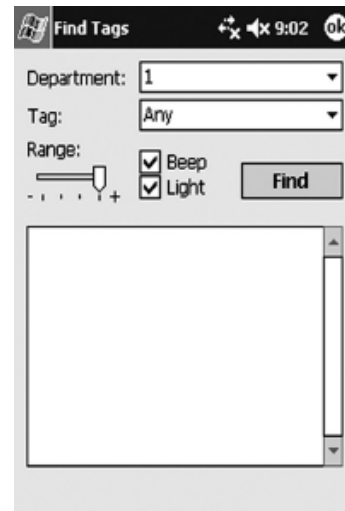 Find Tags 9:02 ok
Department: 1
Tag: Any
Range:
Beep
Light
Find
- +